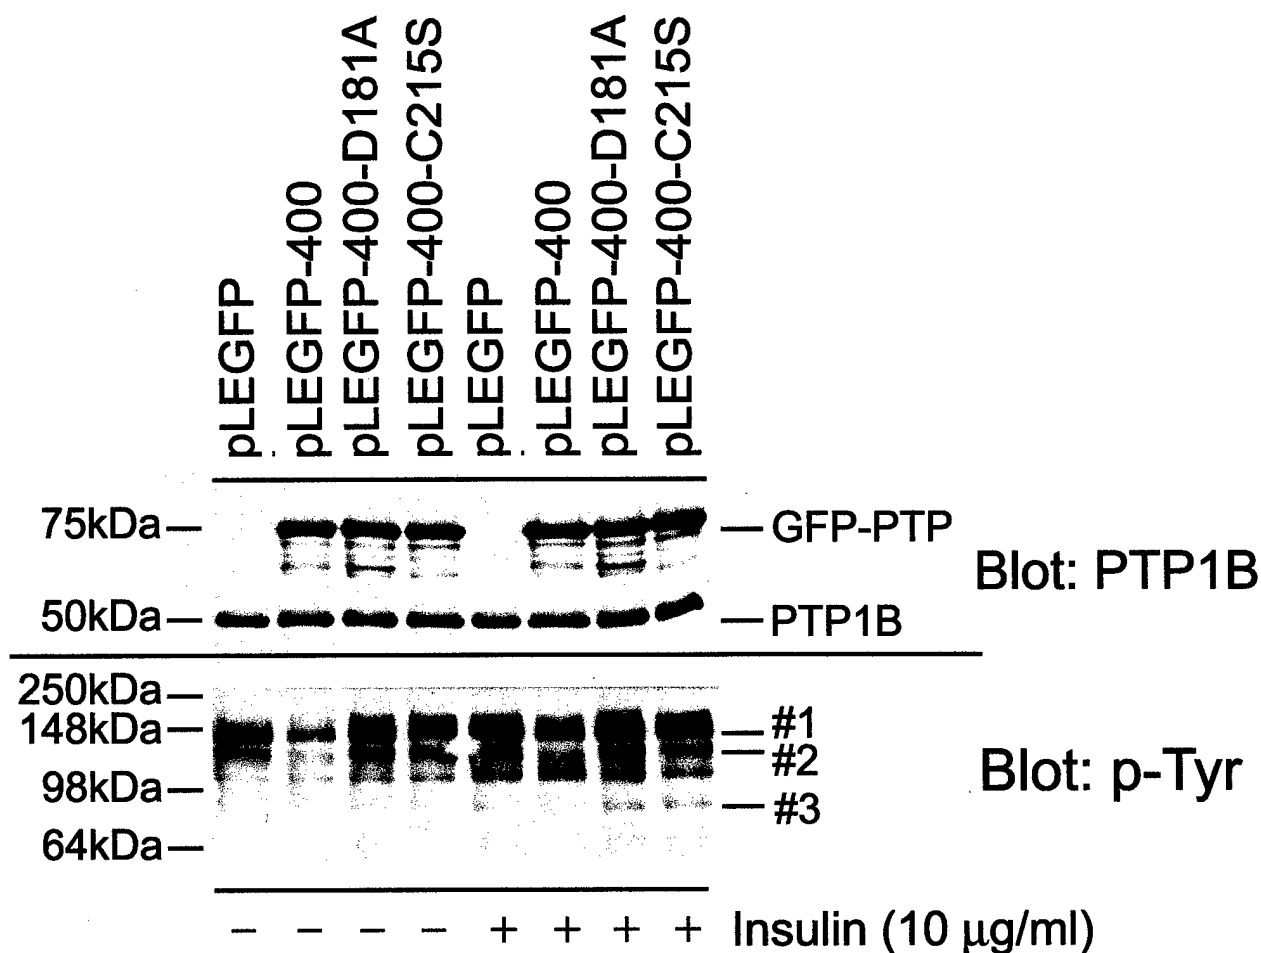 pLEGFP
pLEGFP-400
pLEGFP-400-D181A
pLEGFP-400-C215S
pLEGFP
pLEGFP-400
pLEGFP-400-D181A
pLEGFP-400-C215S
75kDa
GFP-PTP
Blot: PTP1B
50kDa
PTP1B
250kDa
148kDa
#1
#2
Blot: p-Tyr
98kDa
#3
64kDa
− − − − + + + + Insulin (10 μg/ml)